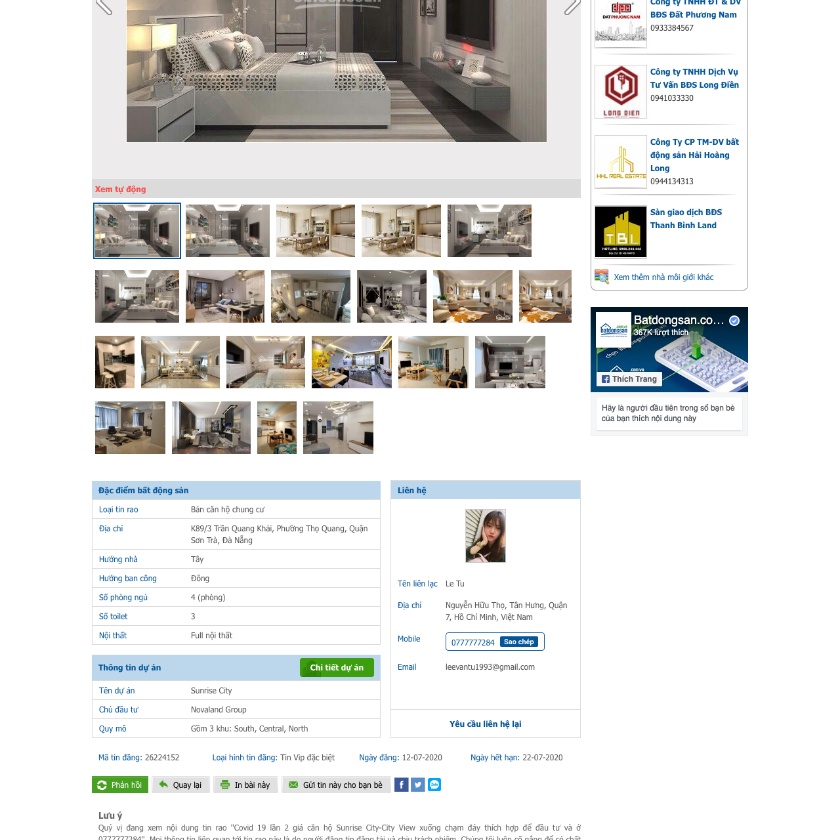 Công ty TNHH ĐT & DV
BĐS Đất Phương Nam
0933384567
Công ty TNHH Dịch Vụ
Tư Vấn BĐS Long Điền
0941033330
LONG DIEN
Công Ty CP TM-DV bất
động sản Hải Hoàng
Long
0944134313
HHL REAL ESTATE
Sàn giao dịch BĐS
Thanh Bình Land
TBL
Xem thêm nhà môi giới khác
Xem tự động
Batdongsan.co...
367K lượt thích
Thích Trang
Hãy là người đầu tiên trong số bạn bè
của bạn thích nội dung này
Đặc điểm bất động sản
Loại tin rao Bán căn hộ chung cư
Địa chỉ K89/3 Trần Quang Khải, Phường Thọ Quang, Quận
Sơn Trà, Đà Nẵng
Hướng nhà Tây
Hướng ban công Đông
Số phòng ngủ 4 (phòng)
Số toilet 3
Nội thất Full nội thất
Thông tin dự án Chi tiết dự án
Tên dự án Sunrise City
Chủ đầu tư Novaland Group
Quy mô Gồm 3 khu: South, Central, North
Liên hệ
Tên liên lạc Le Tu
Địa chỉ Nguyễn Hữu Thọ, Tân Hưng, Quận
7, Hồ Chí Minh, Việt Nam
Mobile 0777777284 Sao chép
Email leevantu1993@gmail.com
Yêu cầu liên hệ lại
Mã tin đăng: 26224152 Loại hình tin đăng: Tin Vip đặc biệt Ngày đăng: 12-07-2020 Ngày hết hạn: 22-07-2020
Phản hồi Quay lại In bài này Gửi tin này cho bạn bè
Lưu ý
Quý vị đang xem nội dung tin rao "Covid 19 lần 2 giá căn hộ Sunrise City-City View xuống chạm đáy thích hợp để đầu tư và ở
0777777284". Mọi thông tin liên quan tới tin rao này là do người đăng tin đăng tải và chịu trách nhiệm. Chúng tôi luôn cố gắng để có chất